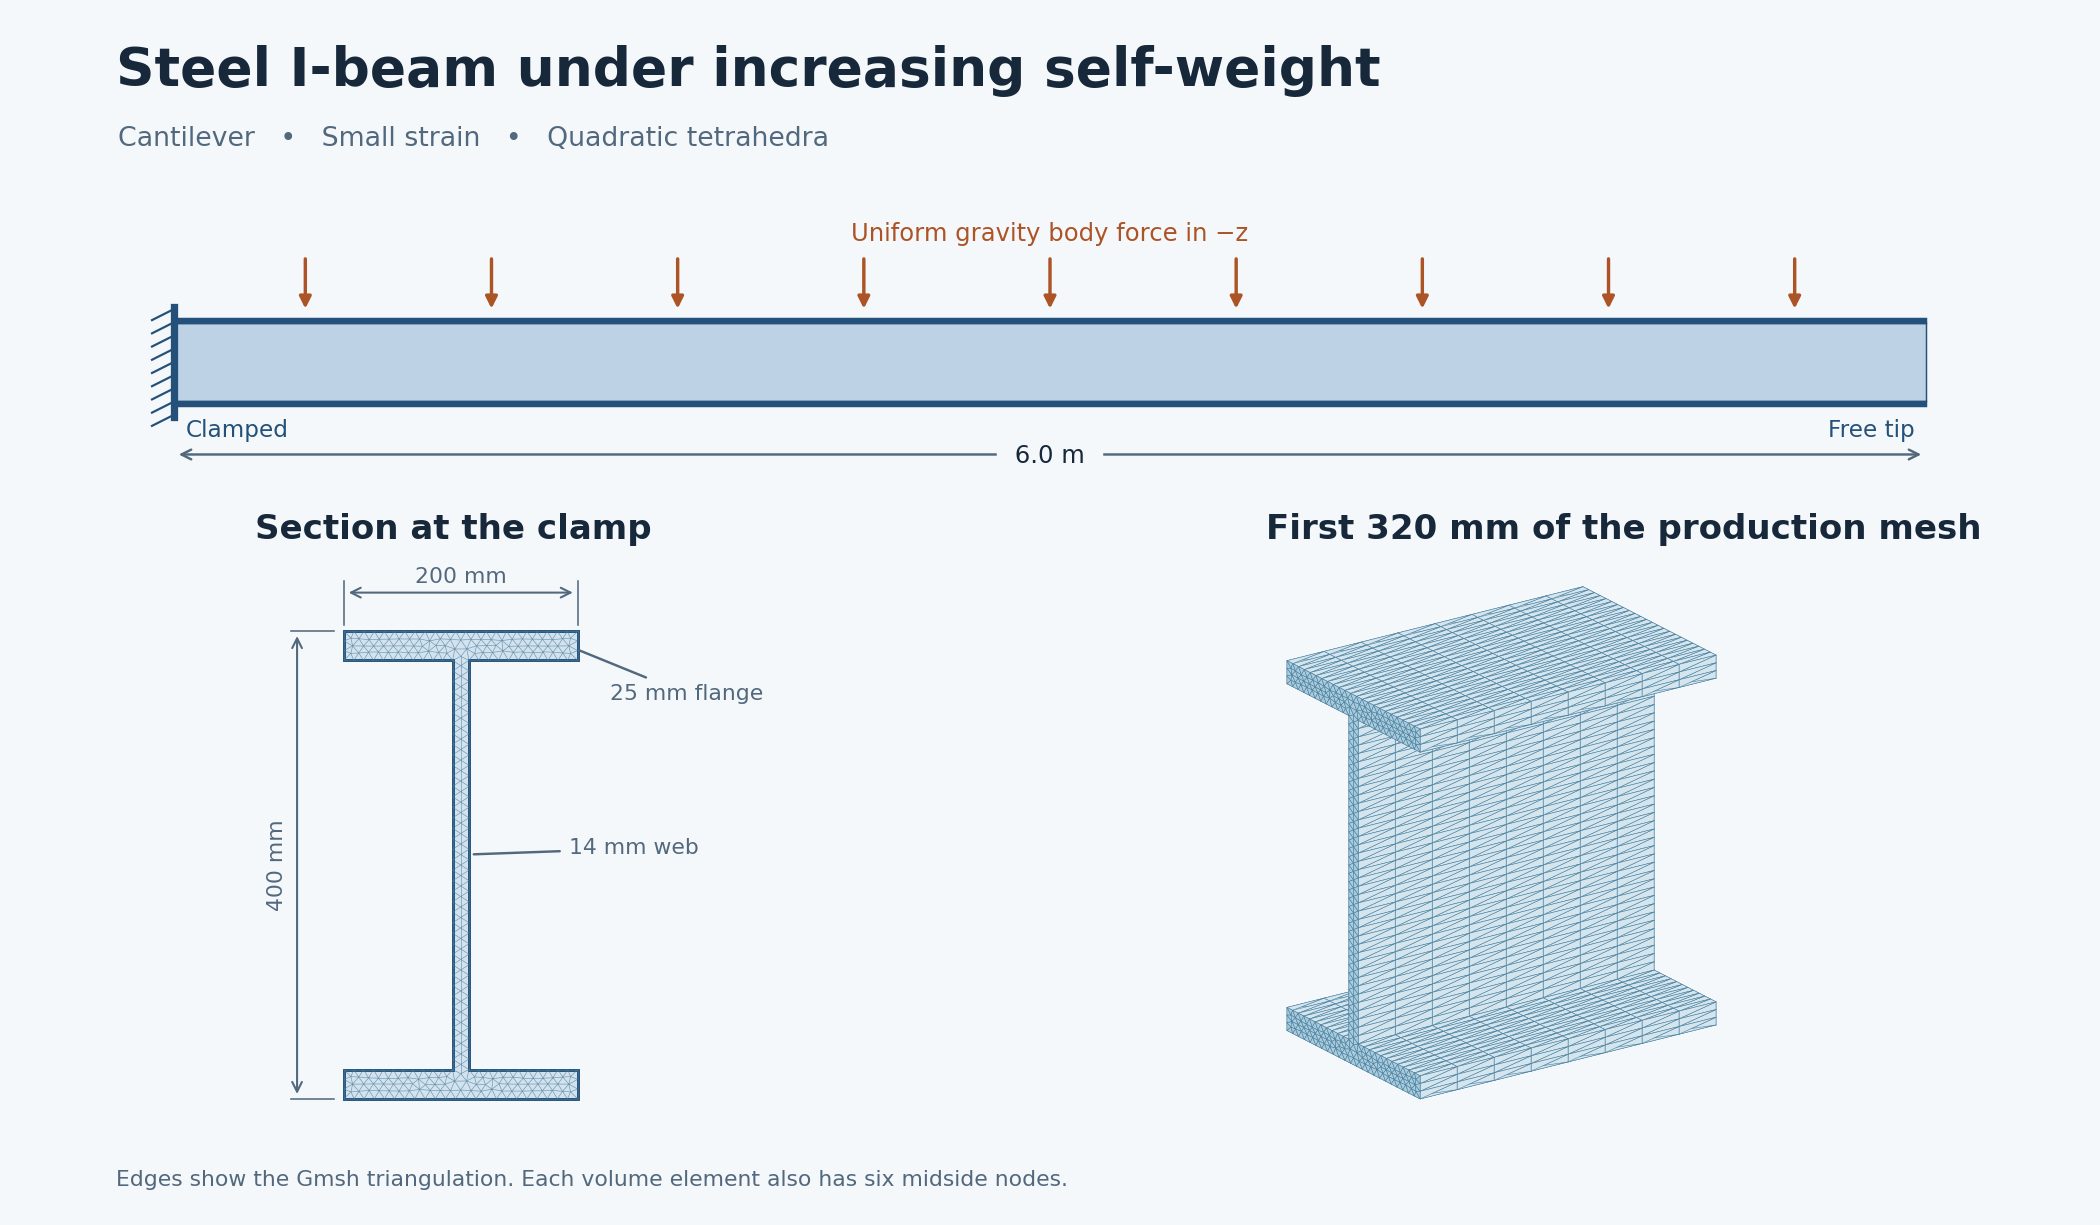 Steel I-beam under increasing self-weight
Cantilever • Small strain • Quadratic tetrahedra
Uniform gravity body force in −z
Clamped
Free tip
6.0 m
Section at the clamp
First 320 mm of the production mesh
200 mm
25 mm flange
14 mm web
400 mm
Edges show the Gmsh triangulation. Each volume element also has six midside nodes.